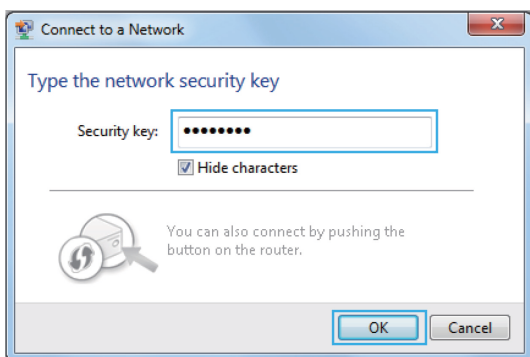 Connect to a Network
Type the network security key
Security key: ••••••••
Hide characters
You can also connect by pushing the
button on the router.
OK Cancel